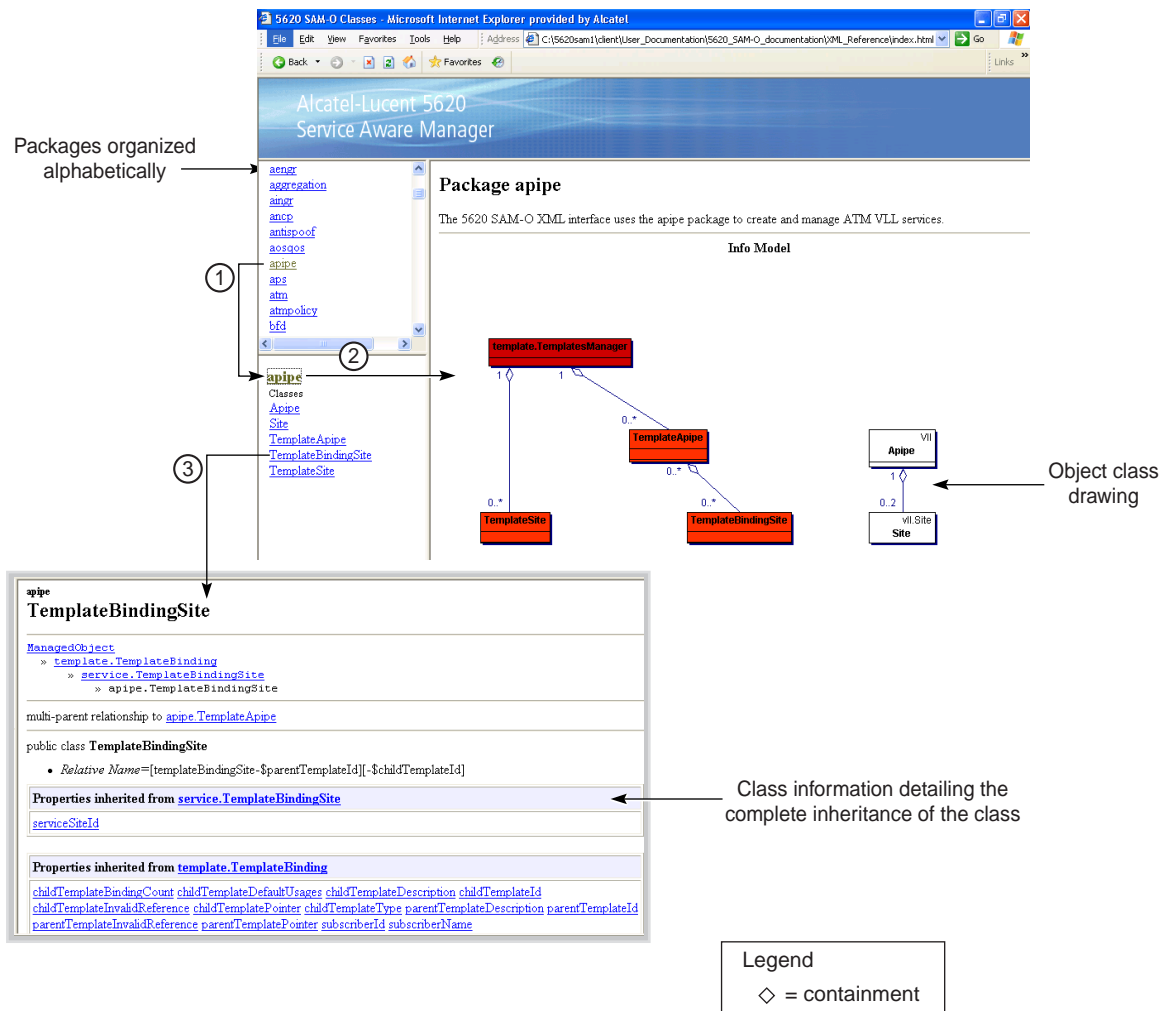 5620 SAM-O Classes - Microsoft Internet Explorer provided by Alcatel
File Edit View Favorites Tools Help Address C:\5620sam1\client\User_Documentation\5620_SAM-O_documentation\XML_Reference\index.html Go
Back Favorites Links »
Alcatel-Lucent 5620
Service Aware Manager
Packages organized
alphabetically
aengr
aggregation
aingr
ancp
antispoof
aosqos
apipe
aps
atm
atmpolicy
bfd
1
2
3
apipe
Classes
Apipe
Site
TemplateApipe
TemplateBindingSite
TemplateSite
Package apipe
The 5620 SAM-O XML interface uses the apipe package to create and manage ATM VLL services.
Info Model
template.TemplatesManager
1 1
0..*
TemplateApipe
0..*
0..* 0..*
TemplateSite TemplateBindingSite
Vll
Apipe
1
0..2
vll.Site
Site
Object class
drawing
apipe
TemplateBindingSite
ManagedObject
» template.TemplateBinding
» service.TemplateBindingSite
» apipe.TemplateBindingSite
multi-parent relationship to apipe.TemplateApipe
public class TemplateBindingSite
• Relative Name=[templateBindingSite-$parentTemplateId][-$childTemplateId]
Properties inherited from service.TemplateBindingSite
serviceSiteId
Properties inherited from template.TemplateBinding
childTemplateBindingCount childTemplateDefaultUsages childTemplateDescription childTemplateId
childTemplateInvalidReference childTemplatePointer childTemplateType parentTemplateDescription parentTemplateId
parentTemplateInvalidReference parentTemplatePointer subscriberId subscriberName
Class information detailing the
complete inheritance of the class
Legend
= containment